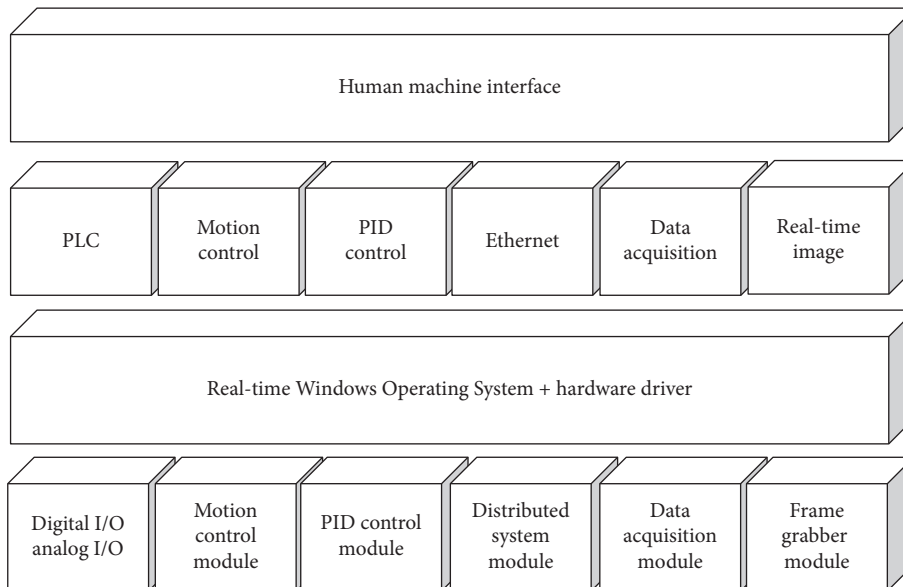 Human machine interface
PLC
Motion
control
PID
control
Ethernet
Data
acquisition
Real-time
image
Real-time Windows Operating System + hardware driver
Digital I/O
analog I/O
Motion
control
module
PID control
module
Distributed
system
module
Data
acquisition
module
Frame
grabber
module